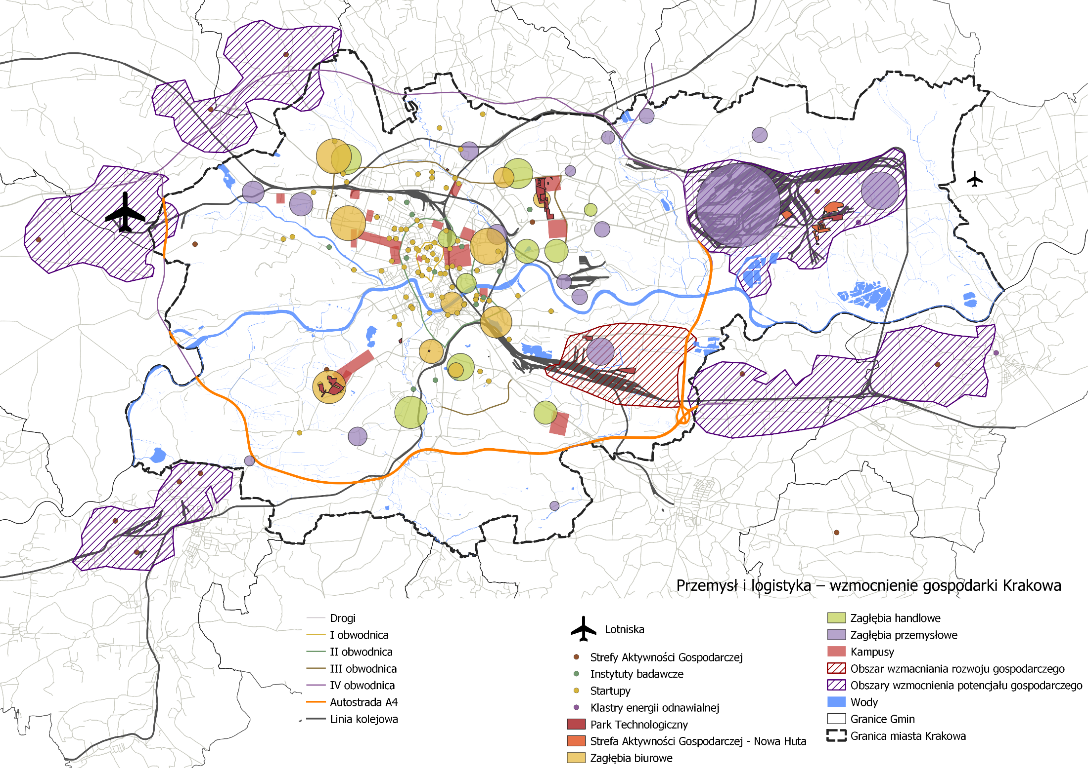 Przemysł i logistyka – wzmocnienie gospodarki Krakowa
Drogi
I obwodnica
II obwodnica
III obwodnica
IV obwodnica
Autostrada A4
Linia kolejowa
Lotniska
Strefy Aktywności Gospodarczej
Instytuty badawcze
Startupy
Klastry energii odnawialnej
Park Technologiczny
Strefa Aktywności Gospodarczej - Nowa Huta
Zagłębia biurowe
Zagłębia handlowe
Zagłębia przemysłowe
Kampusy
Obszar wzmacniania rozwoju gospodarczego
Obszary wzmocnienia potencjału gospodarczego
Wody
Granice Gmin
Granica miasta Krakowa